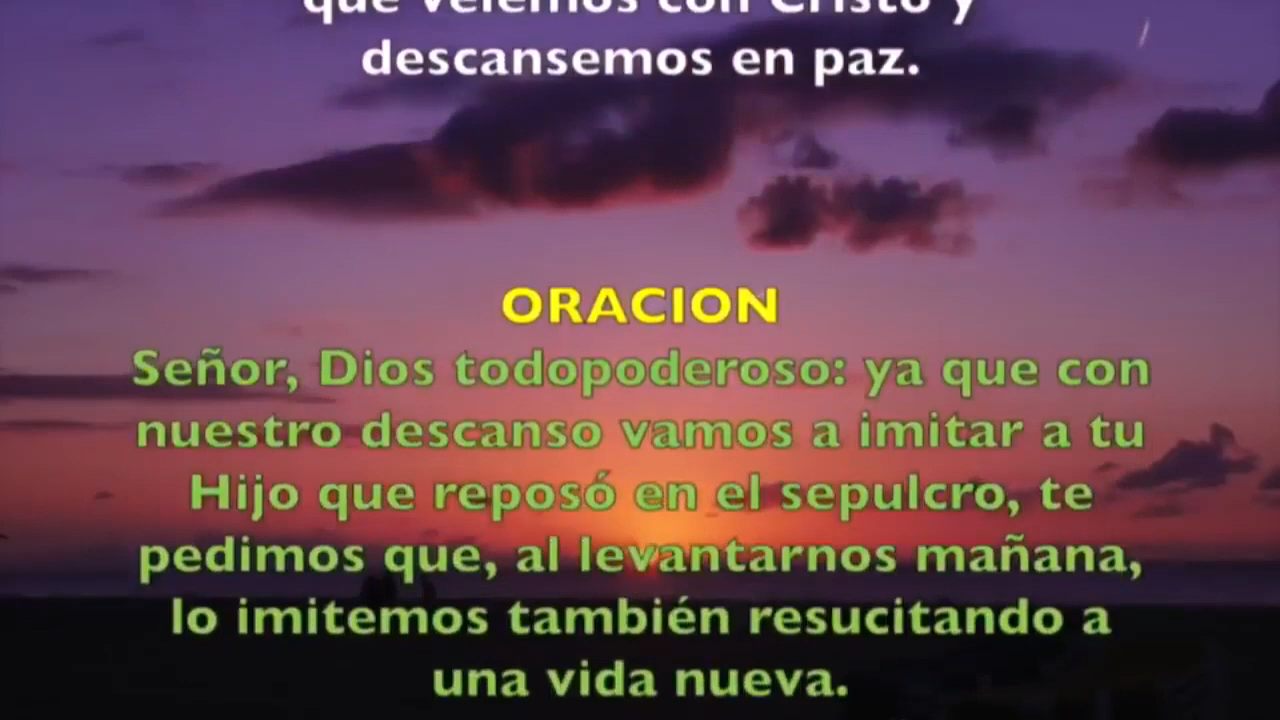 que velemos con Cristo y
descansemos en paz.
ORACION
Señor, Dios todopoderoso: ya que con
nuestro descanso vamos a imitar a tu
Hijo que reposó en el sepulcro, te
pedimos que, al levantarnos mañana,
lo imitemos también resucitando a
una vida nueva.